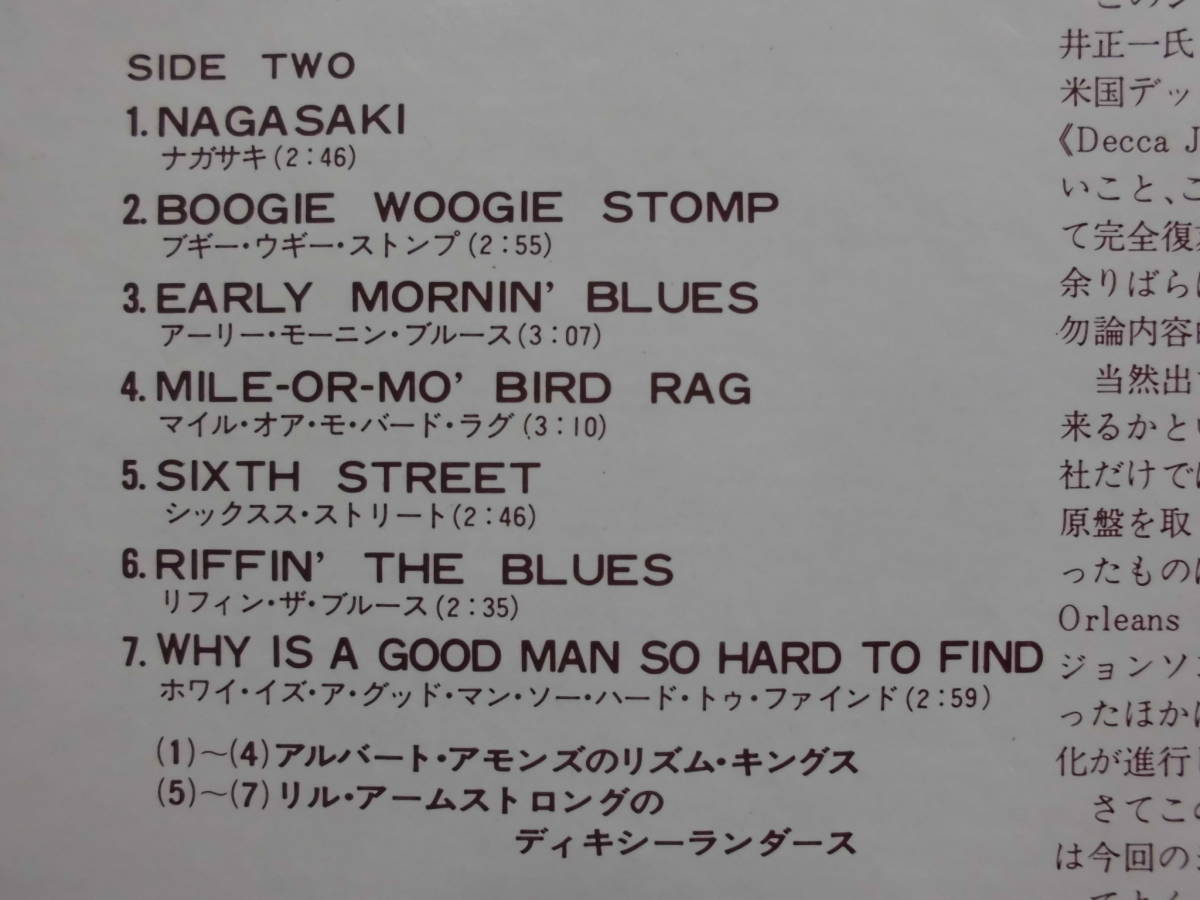 SIDE TWO
1. NAGASAKI
ナガサキ(2:46)
2. BOOGIE WOOGIE STOMP
ブギー・ウギー・ストンプ(2:55)
3. EARLY MORNIN' BLUES
アーリー・モーニン・ブルース(3:07)
4. MILE-OR-MO' BIRD RAG
マイル・オア・モ・バード・ラグ(3:10)
5. SIXTH STREET
シックスス・ストリート(2:46)
6. RIFFIN' THE BLUES
リフィン・ザ・ブルース(2:35)
7. WHY IS A GOOD MAN SO HARD TO FIND
ホワイ・イズ・ア・グッド・マン・ソー・ハード・トゥ・ファインド(2:59)
(1)〜(4)アルバート・アモンズのリズム・キングス
(5)〜(7)リル・アームストロングの
ディキシーランダース
井正一氏
米国デッ
《Decca J
いこと、こ
て完全復
余りばら
勿論内容
当然出
来るかと
社だけで
原盤を取
ったもの
Orleans
ジョンソン
ったほか
化が進行
さてこの
は今回の